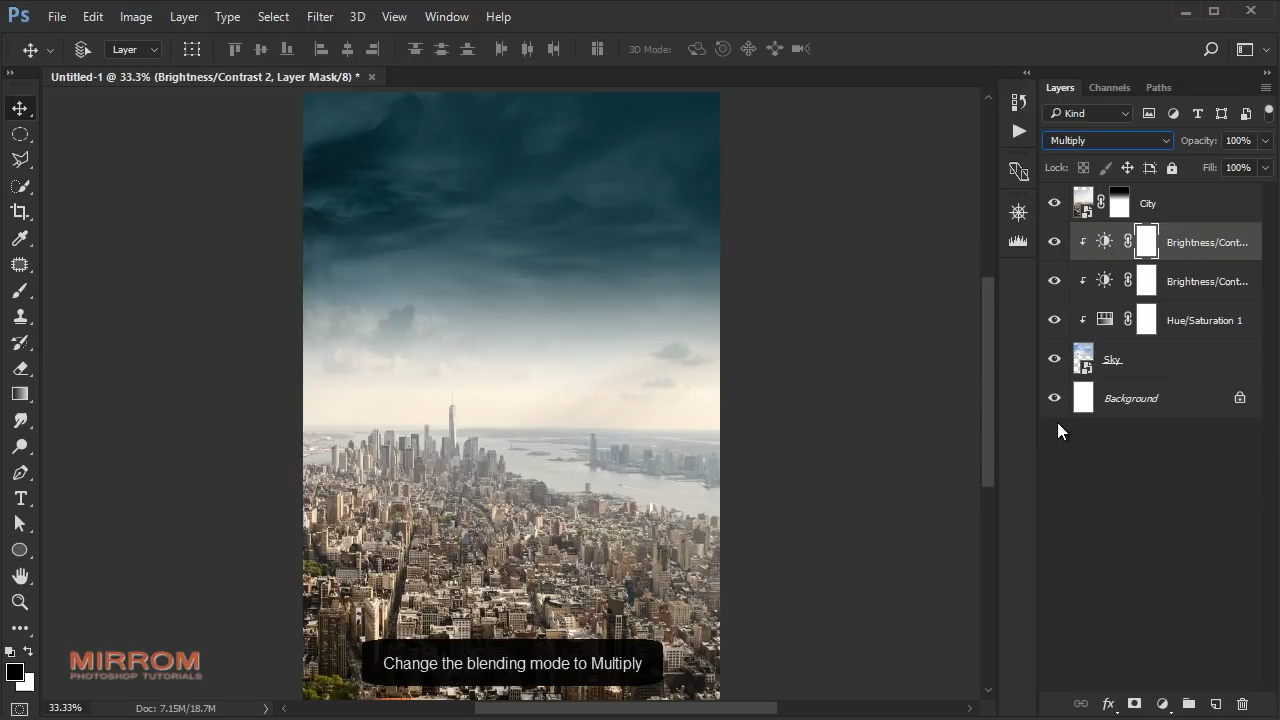 Ps File Edit Image Layer Type Select Filter 3D View Window Help
Layer 3D Mode:
Untitled-1 @ 33.3% (Brightness/Contrast 2, Layer Mask/8) *
Layers Channels Paths
Kind
Multiply Opacity: 100%
Lock: Fill: 100%
City
Brightness/Cont...
Brightness/Cont...
Hue/Saturation 1
Sky
Background
Change the blending mode to Multiply
MIRROM
PHOTOSHOP TUTORIALS
33.33% Doc: 7.15M/18.7M